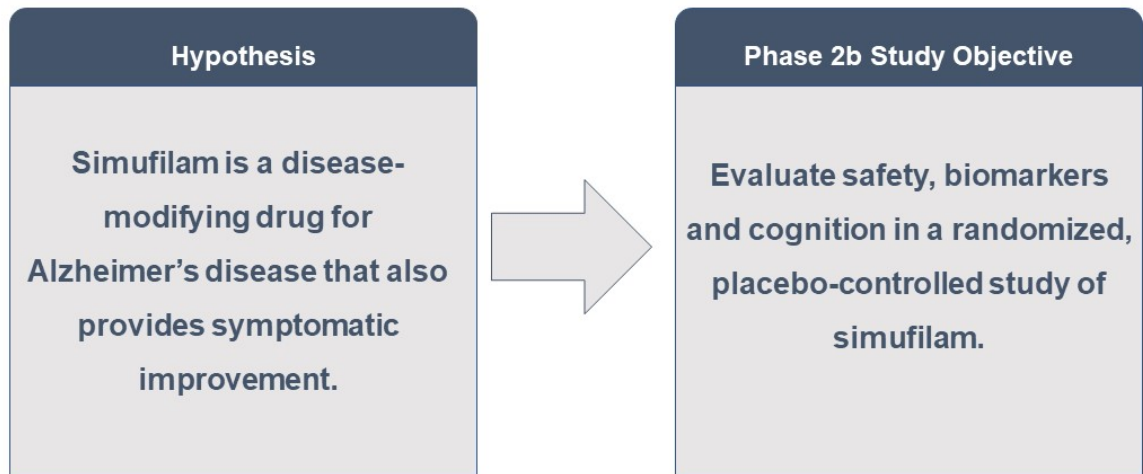 Hypothesis
Simufilam is a disease-
modifying drug for
Alzheimer's disease that also
provides symptomatic
improvement.
Phase 2b Study Objective
Evaluate safety, biomarkers
and cognition in a randomized,
placebo-controlled study of
simufilam.